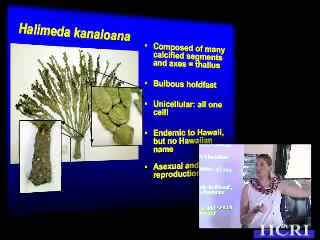 Halimeda kanaloana
• Composed of many
calcified segments
and axes = thallus
• Bulbous holdfast
• Unicellular: all one
cell!
• Endemic to Hawaii,
but no Hawaiian
name
• Asexual and
reproduction
HCRI